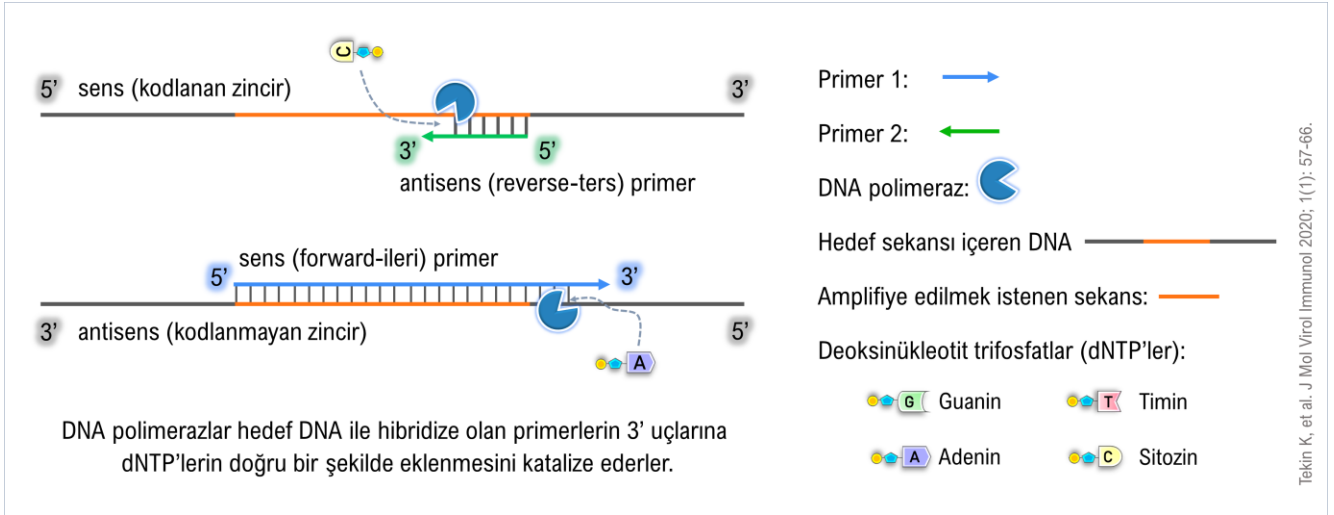 C
5’ sens (kodlanan zincir) 3’
3’ 5’
antisens (reverse-ters) primer
sens (forward-ileri) primer
5’ 3’
3’ antisens (kodlanmayan zincir) 5’
A
DNA polimerazlar hedef DNA ile hibridize olan primerlerin 3’ uçlarına
dNTP’lerin doğru bir şekilde eklenmesini katalize ederler.
Primer 1:
Primer 2:
DNA polimeraz:
Hedef sekansı içeren DNA
Amplifiye edilmek istenen sekans:
Deoksinükleotit trifosfatlar (dNTP’ler):
G Guanin T Timin
A Adenin C Sitozin
Tekin K, et al. J Mol Virol Immunol 2020; 1(1): 57-66.